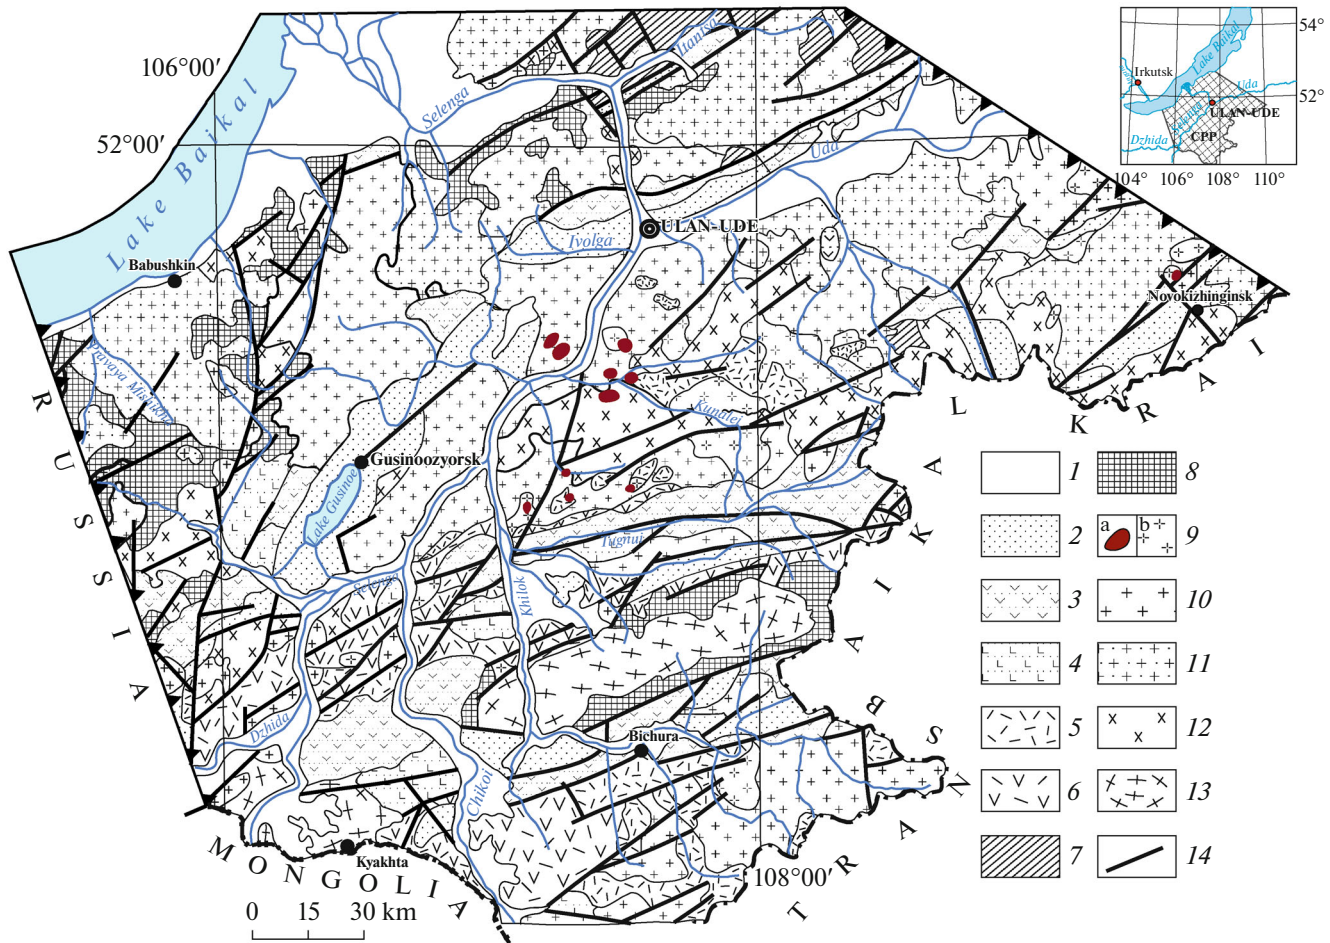 106°00′
52°00′
Lake Baikal
Selenga
Itantsa
Uda
ULAN-UDE
Ivolga
Babushkin
Novokizhinginsk
Kunalei
Gusinoozyorsk
Lake Gusinoe
Tugnui
Selenga
Khilok
Dzhida
Chikoi
Bichura
Kyakhta
108°00′
RUSSIA
MONGOLIA
TRANSBAIKAL KRAI
0 15 30 km
Lake Baikal
54°
Irkutsk
Uda
52°
ULAN-UDE
Selenga
CPP
Dzhida
104° 106° 108° 110°
1
2
3
4
5
6
7
8
a b 9
10
11
12
13
14